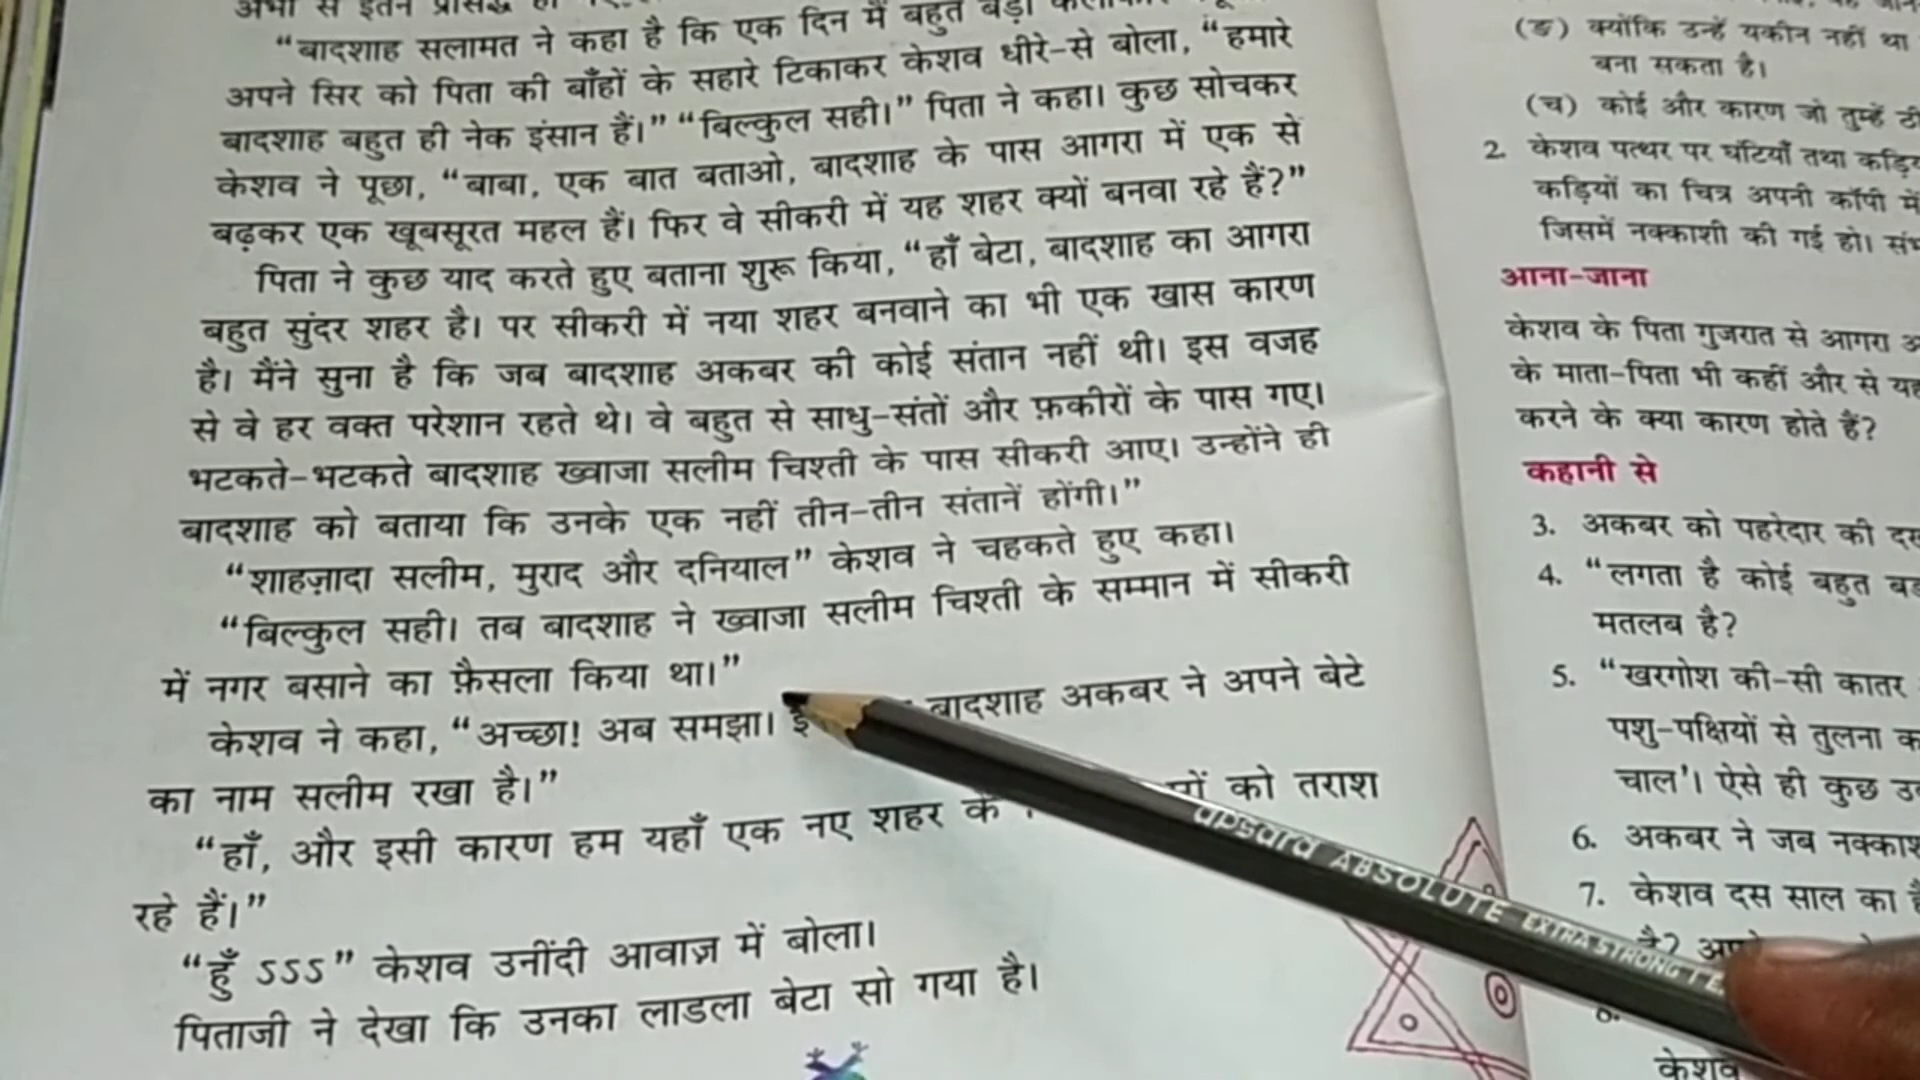 “बादशाह सलामत ने कहा है कि एक दिन मैं बहुत बड़ा
अपने सिर को पिता की बाँहों के सहारे टिकाकर केशव धीरे-से बोला, “हमारे
बादशाह बहुत ही नेक इंसान हैं।” “बिल्कुल सही।” पिता ने कहा। कुछ सोचकर
केशव ने पूछा, “बाबा, एक बात बताओ, बादशाह के पास आगरा में एक से
बढ़कर एक खूबसूरत महल हैं। फिर वे सीकरी में यह शहर क्यों बनवा रहे हैं?”
पिता ने कुछ याद करते हुए बताना शुरू किया, “हाँ बेटा, बादशाह का आगरा
बहुत सुंदर शहर है। पर सीकरी में नया शहर बनवाने का भी एक खास कारण
है। मैंने सुना है कि जब बादशाह अकबर की कोई संतान नहीं थी। इस वजह
से वे हर वक्त परेशान रहते थे। वे बहुत से साधु-संतों और फ़कीरों के पास गए।
भटकते-भटकते बादशाह ख्वाजा सलीम चिश्ती के पास सीकरी आए। उन्होंने ही
बादशाह को बताया कि उनके एक नहीं तीन-तीन संतानें होंगी।”
“शाहज़ादा सलीम, मुराद और दनियाल” केशव ने चहकते हुए कहा।
“बिल्कुल सही। तब बादशाह ने ख्वाजा सलीम चिश्ती के सम्मान में सीकरी
में नगर बसाने का फ़ैसला किया था।”
केशव ने कहा, “अच्छा! अब समझा। बादशाह अकबर ने अपने बेटे
का नाम सलीम रखा है।”
“हाँ, और इसी कारण हम यहाँ एक नए शहर के को तराश
रहे हैं।”
“हुँ ऽऽऽ” केशव उनींदी आवाज़ में बोला।
पिताजी ने देखा कि उनका लाडला बेटा सो गया है।
apsara ABSOLUTE EXTRA STRONG
(ङ) क्योंकि उन्हें यकीन नहीं था
बना सकता है।
(च) कोई और कारण जो तुम्हें
2. केशव पत्थर पर घंटियाँ तथा
कड़ियों का चित्र अपनी कॉपी में
जिसमें नक्काशी की गई हो।
आना-जाना
केशव के पिता गुजरात से आगरा
के माता-पिता भी कहीं और से
करने के क्या कारण होते हैं?
कहानी से
3. अकबर को पहरेदार की
4. “लगता है कोई बहुत
मतलब है?
5. “खरगोश की-सी कातर
पशु-पक्षियों से तुलना
चाल’। ऐसे ही कुछ
6. अकबर ने जब
7. केशव दस साल का
केशव